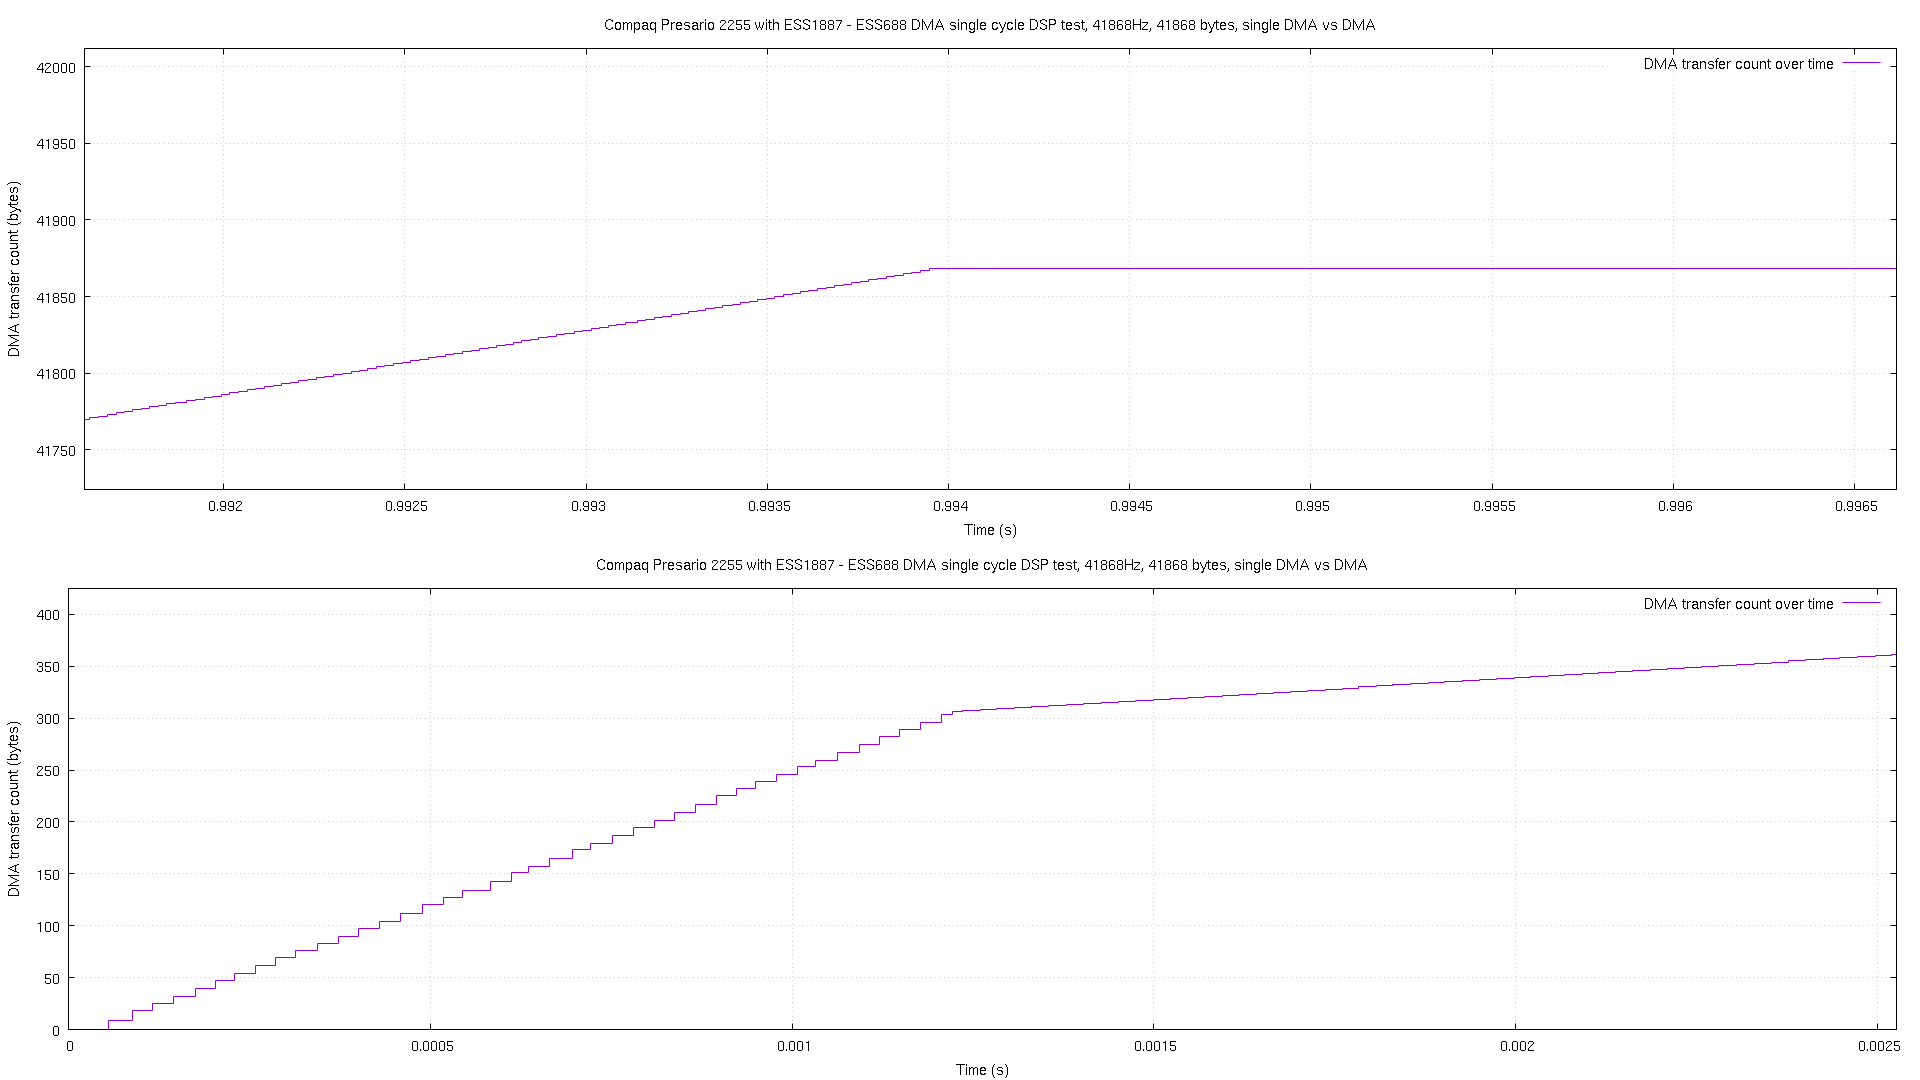 Compaq Presario 2255 with ESS1887 - ESS688 DMA single cycle DSP test, 41868Hz, 41868 bytes, single DMA vs DMA
DMA transfer count over time
42000
41950
41900
41850
41800
41750
DMA transfer count (bytes)
0.992 0.9925 0.993 0.9935 0.994 0.9945 0.995 0.9955 0.996 0.9965
Time (s)
Compaq Presario 2255 with ESS1887 - ESS688 DMA single cycle DSP test, 41868Hz, 41868 bytes, single DMA vs DMA
DMA transfer count over time
400
350
300
250
200
150
100
50
0
DMA transfer count (bytes)
0 0.0005 0.001 0.0015 0.002 0.0025
Time (s)